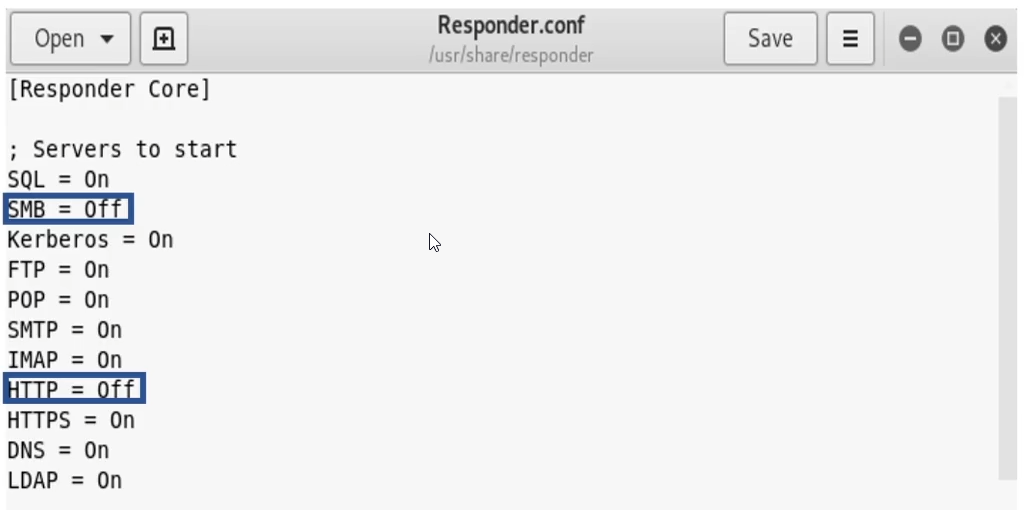 Open
Responder.conf
/usr/share/responder
Save
[Responder Core]
; Servers to start
SQL = On
SMB = Off
Kerberos = On
FTP = On
POP = On
SMTP = On
IMAP = On
HTTP = Off
HTTPS = On
DNS = On
LDAP = On